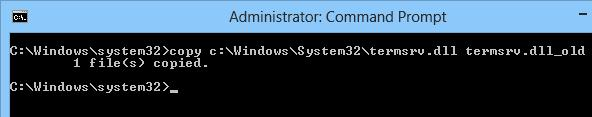 Administrator: Command Prompt
C:\Windows\system32>copy c:\Windows\System32\termsrv.dll termsrv.dll_old
1 file(s) copied.
C:\Windows\system32>_